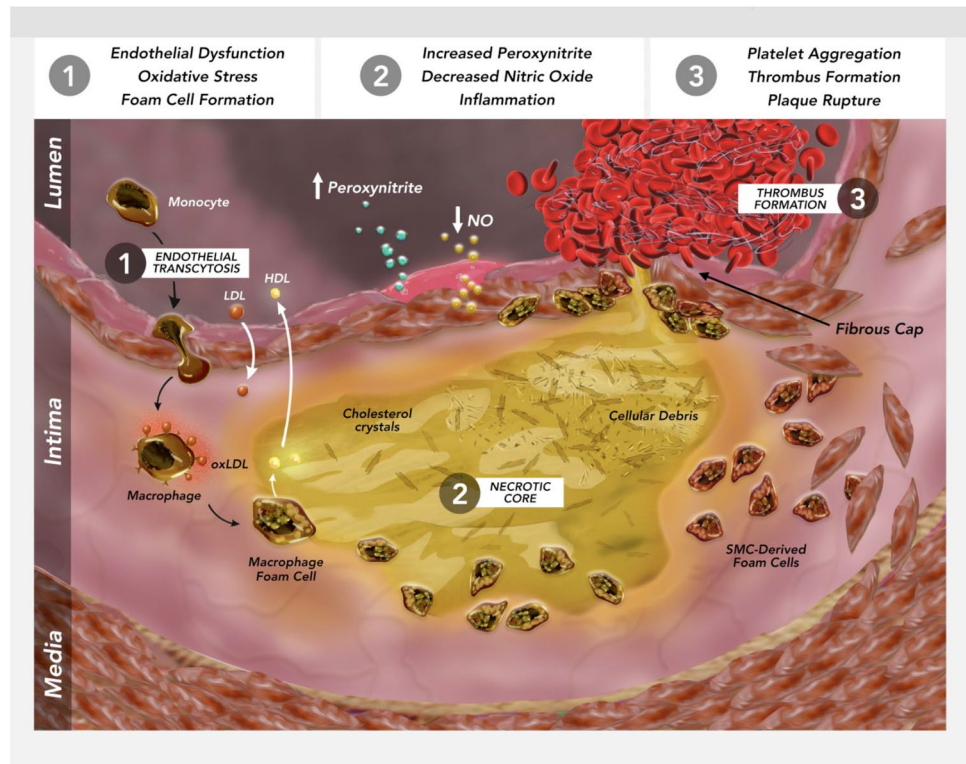 1
Endothelial Dysfunction
Oxidative Stress
Foam Cell Formation
2
Increased Peroxynitrite
Decreased Nitric Oxide
Inflammation
3
Platelet Aggregation
Thrombus Formation
Plaque Rupture
Lumen
Monocyte
Peroxynitrite
NO
THROMBUS
FORMATION
3
1
ENDOTHELIAL
TRANSCYTOSIS
LDL
HDL
Fibrous Cap
Intima
Cholesterol
crystals
Cellular Debris
oxLDL
Macrophage
2
NECROTIC
CORE
Macrophage
Foam Cell
SMC-Derived
Foam Cells
Media